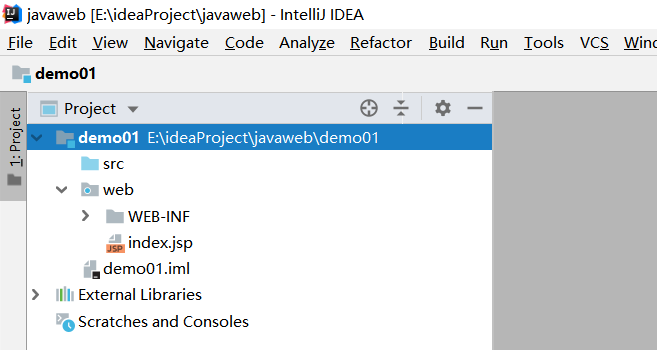 IJ javaweb [E:\ideaProject\javaweb] - IntelliJ IDEA
File Edit View Navigate Code Analyze Refactor Build Run Tools VCS Wind
demo01
1: Project
Project
demo01 E:\ideaProject\javaweb\demo01
src
web
WEB-INF
JSP index.jsp
demo01.iml
External Libraries
Scratches and Consoles